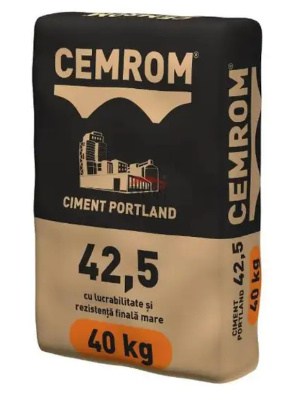 CEMROM®
CIMENT PORTLAND
42,5
cu lucrabilitate și
rezistență finală mare
40 kg
CEMROM®
CIMENT
PORTLAND
42,5
40 kg